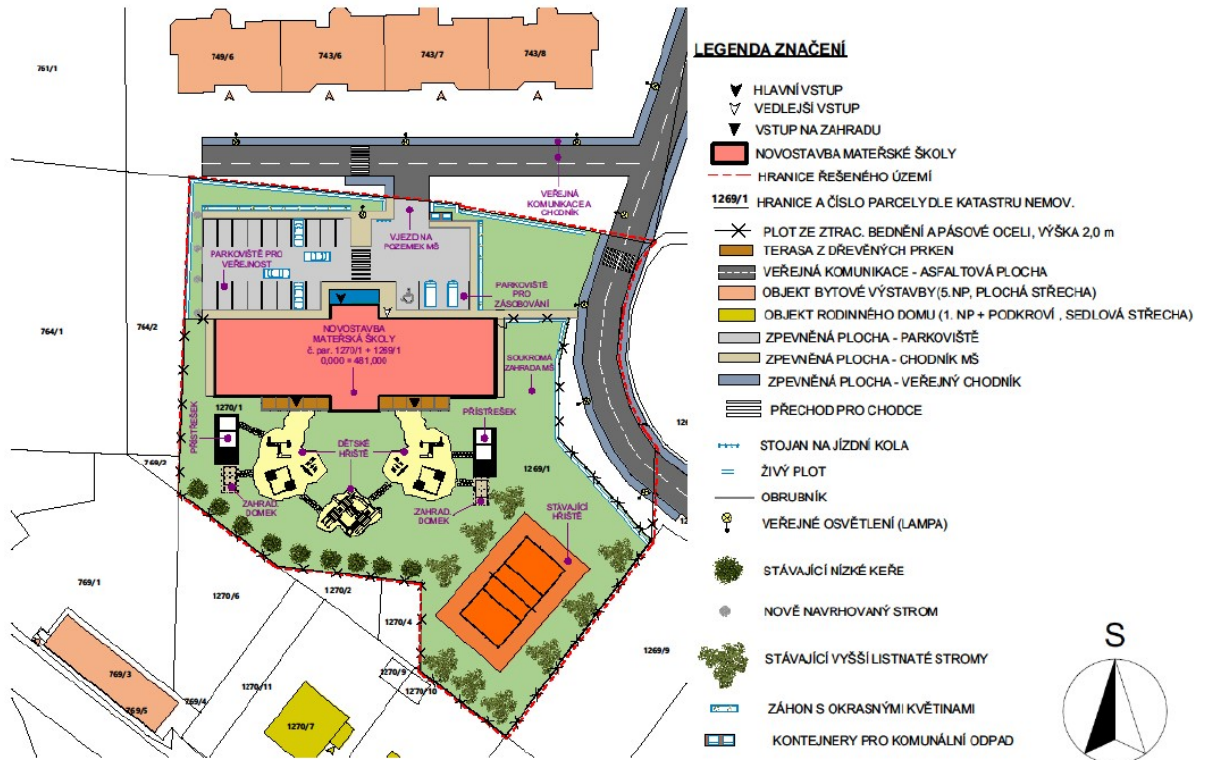 761/1
749/6
743/6
743/7
743/8
VEŘEJNÁ
KOMUNIKACE A
CHODNÍK
VJEZD NA
POZEMEK MŠ
PARKOVIŠTĚ PRO
VEŘEJNOST
PARKOVIŠTĚ
PRO
ZÁSOBOVÁNÍ
764/1
764/2
NOVOSTAVBA
MATEŘSKÉ ŠKOLY
č. par. 1270/1 + 1269/1
0,000 = 481,000
SOUKROMÁ
ZAHRADA MŠ
1270/1
PŘÍSTŘEŠEK
PŘÍSTŘEŠEK
DĚTSKÉ
HŘIŠTĚ
769/2
1269/1
ZAHRAD.
DOMEK
ZAHRAD.
DOMEK
STÁVAJÍCÍ
HŘIŠTĚ
769/1
1270/6
1270/2
1270/4
1269/9
769/3
769/5
769/4
1270/11
1270/9
1270/10
1270/7
LEGENDA ZNAČENÍ
HLAVNÍ VSTUP
VEDLEJŠÍ VSTUP
VSTUP NA ZAHRADU
NOVOSTAVBA MATEŘSKÉ ŠKOLY
HRANICE ŘEŠENÉHO ÚZEMÍ
1269/1 HRANICE A ČÍSLO PARCELY DLE KATASTRU NEMOV.
PLOT ZE ZTRAC. BEDNĚNÍ A PÁSOVÉ OCELI, VÝŠKA 2,0 m
TERASA Z DŘEVĚNÝCH PRKEN
VEŘEJNÁ KOMUNIKACE - ASFALTOVÁ PLOCHA
OBJEKT BYTOVÉ VÝSTAVBY (5.NP, PLOCHÁ STŘECHA)
OBJEKT RODINNÉHO DOMU (1. NP + PODKROVÍ , SEDLOVÁ STŘECHA)
ZPEVNĚNÁ PLOCHA - PARKOVIŠTĚ
ZPEVNĚNÁ PLOCHA - CHODNÍK MŠ
ZPEVNĚNÁ PLOCHA - VEŘEJNÝ CHODNÍK
PŘECHOD PRO CHODCE
STOJAN NA JÍZDNÍ KOLA
ŽIVÝ PLOT
OBRUBNÍK
VEŘEJNÉ OSVĚTLENÍ (LAMPA)
STÁVAJÍCÍ NÍZKÉ KEŘE
NOVĚ NAVRHOVANÝ STROM
STÁVAJÍCÍ VYŠŠÍ LISTNATÉ STROMY
ZÁHON S OKRASNÝMI KVĚTINAMI
KONTEJNERY PRO KOMUNÁLNÍ ODPAD
S